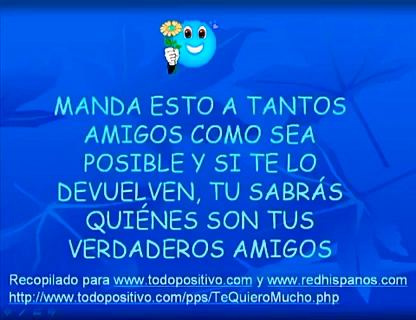 MANDA ESTO A TANTOS
AMIGOS COMO SEA
POSIBLE Y SI TE LO
DEVUELVEN, TU SABRÁS
QUIÉNES SON TUS
VERDADEROS AMIGOS
Recopilado para www.todopositivo.com y www.redhispanos.com
http://www.todopositivo.com/pps/TeQuieroMucho.php